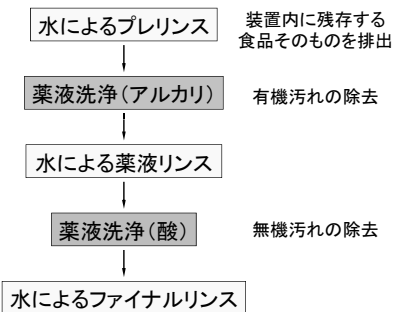 水によるプレリンス
装置内に残存する
食品そのものを排出
薬液洗浄(アルカリ)
有機汚れの除去
水による薬液リンス
薬液洗浄(酸)
無機汚れの除去
水によるファイナルリンス